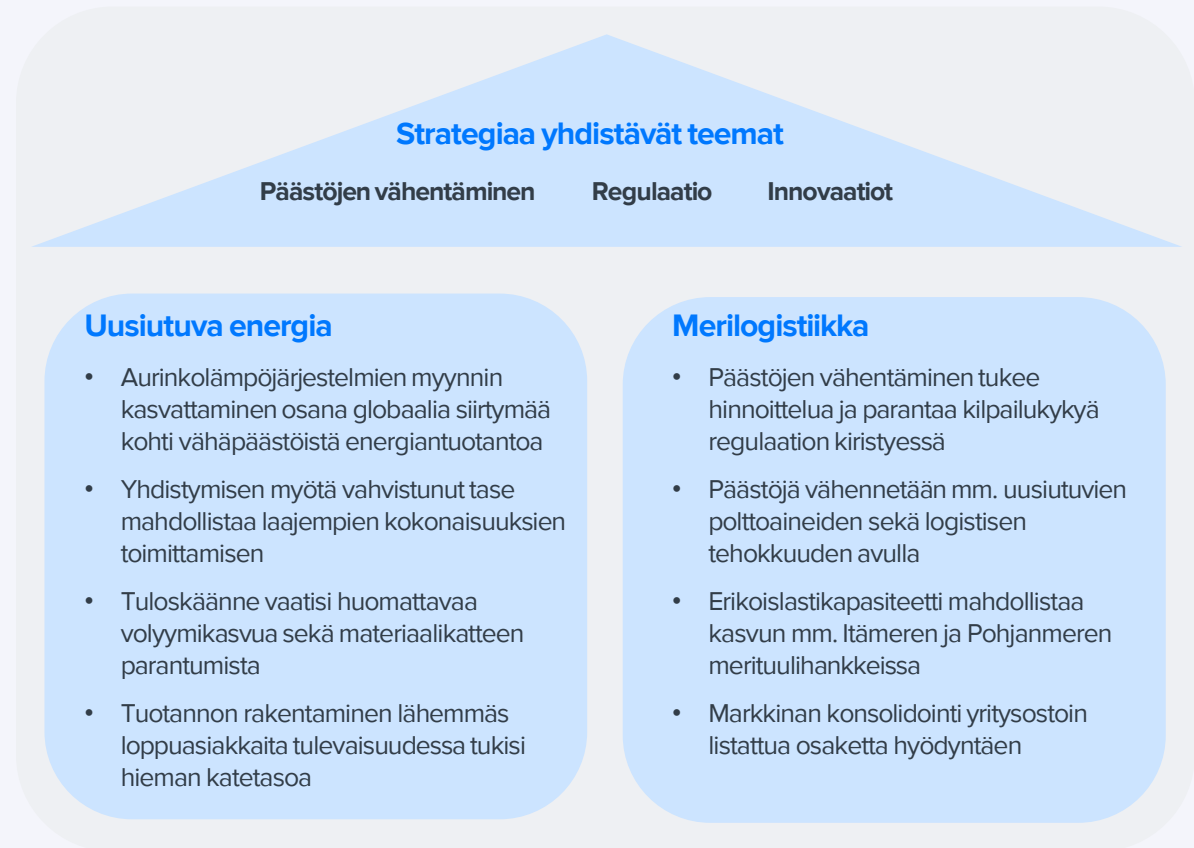 Strategiaa yhdistävät teemat
Päästöjen vähentäminen Regulaatio Innovaatiot
Uusiutuva energia
• Aurinkolämpöjärjestelmien myynnin
kasvattaminen osana globaalia siirtymää
kohti vähäpäästöistä energiantuotantoa
• Yhdistymisen myötä vahvistunut tase
mahdollistaa laajempien kokonaisuuksien
toimittamisen
• Tuloskäänne vaatisi huomattavaa
volyymikasvua sekä materiaalikatteen
parantumista
• Tuotannon rakentaminen lähemmäs
loppuasiakkaita tulevaisuudessa tukisi
hieman katetasoa
Merilogistiikka
• Päästöjen vähentäminen tukee
hinnoittelua ja parantaa kilpailukykyä
regulaation kiristyessä
• Päästöjä vähennetään mm. uusiutuvien
polttoaineiden sekä logistisen
tehokkuuden avulla
• Erikoislastikapasiteetti mahdollistaa
kasvun mm. Itämeren ja Pohjanmeren
merituulihankkeissa
• Markkinan konsolidointi yritysostoin
listattua osaketta hyödyntäen